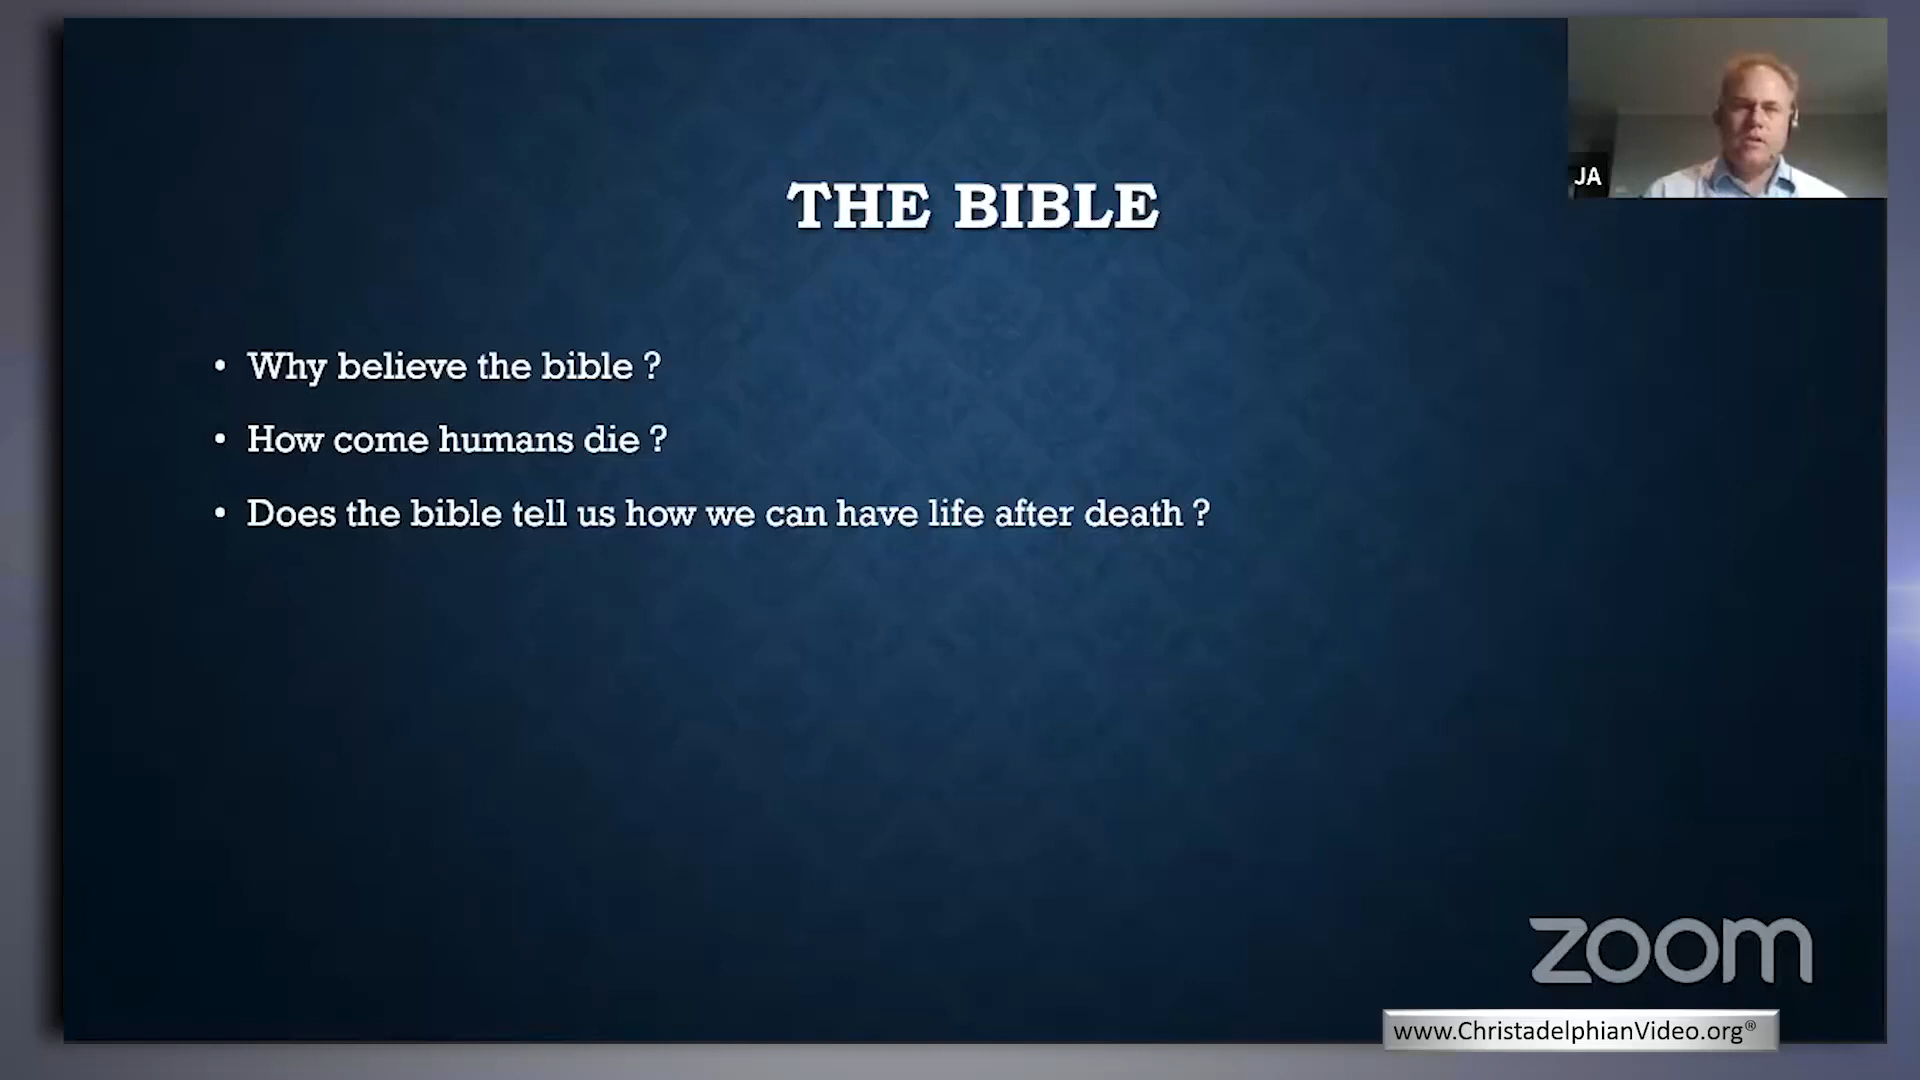 JA
THE BIBLE
• Why believe the bible ?
• How come humans die ?
• Does the bible tell us how we can have life after death ?
zoom
www.ChristadelphianVideo.org®